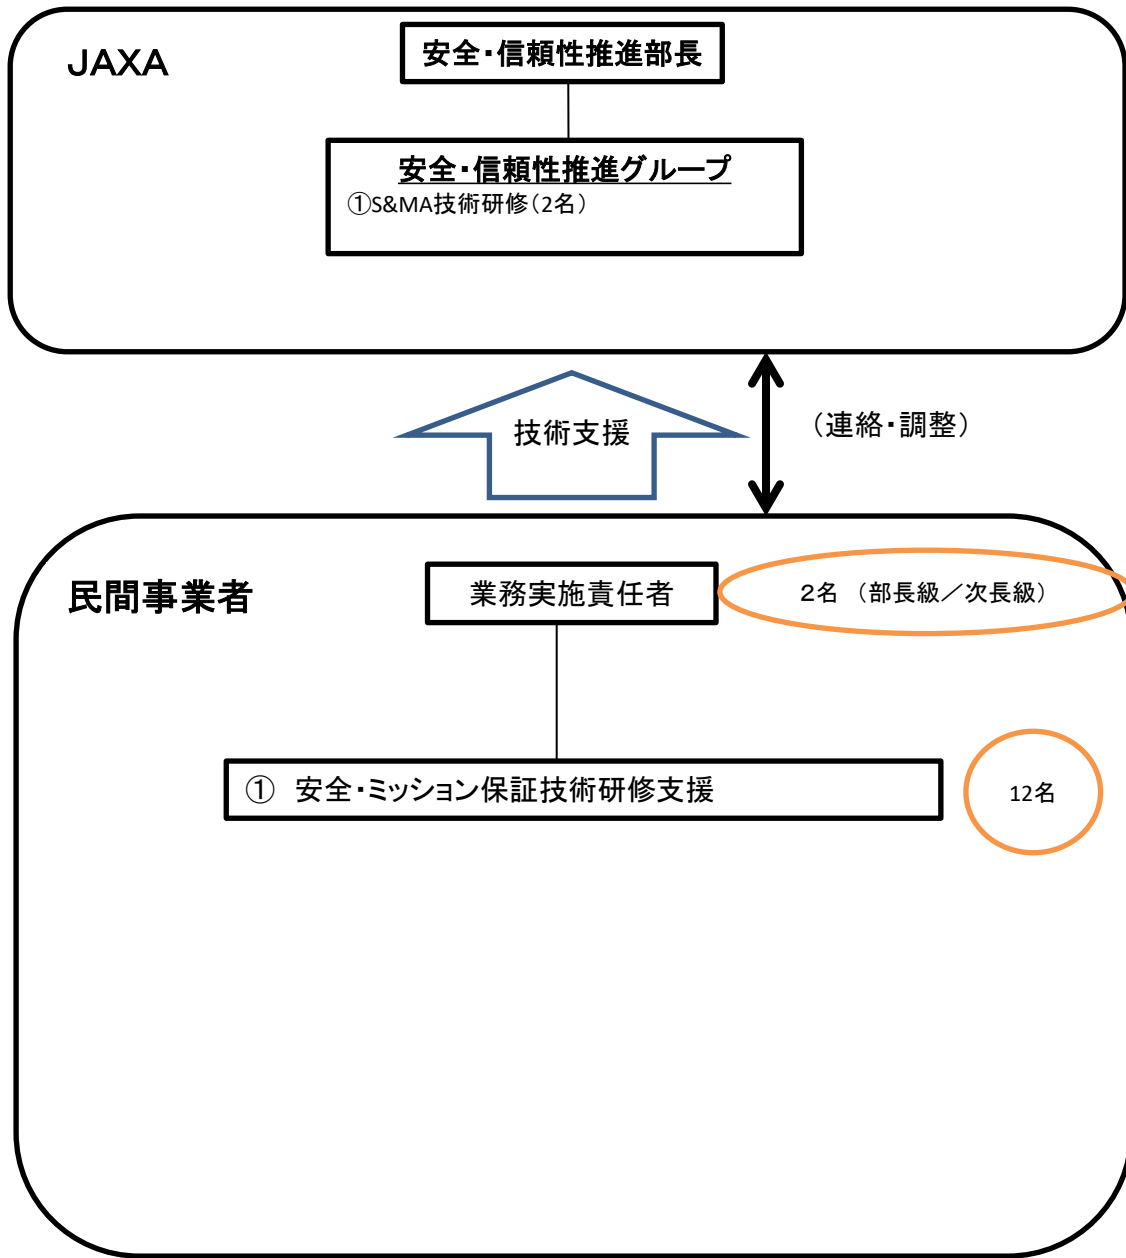 JAXA
安全・信頼性推進部長
安全・信頼性推進グループ
①S&MA技術研修（2名）
技術支援
（連絡・調整）
民間事業者
業務実施責任者
2名 （部長級／次長級）
① 安全・ミッション保証技術研修支援
12名